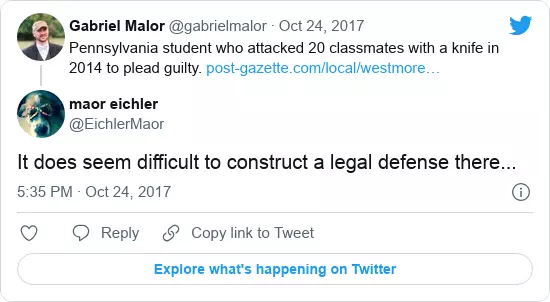 Gabriel Malor @gabrielmalor · Oct 24, 2017
Pennsylvania student who attacked 20 classmates with a knife in
2014 to plead guilty. post-gazette.com/local/westmore…
maor eichler
@EichlerMaor
It does seem difficult to construct a legal defense there...
5:35 PM · Oct 24, 2017
Reply
Copy link to Tweet
Explore what's happening on Twitter